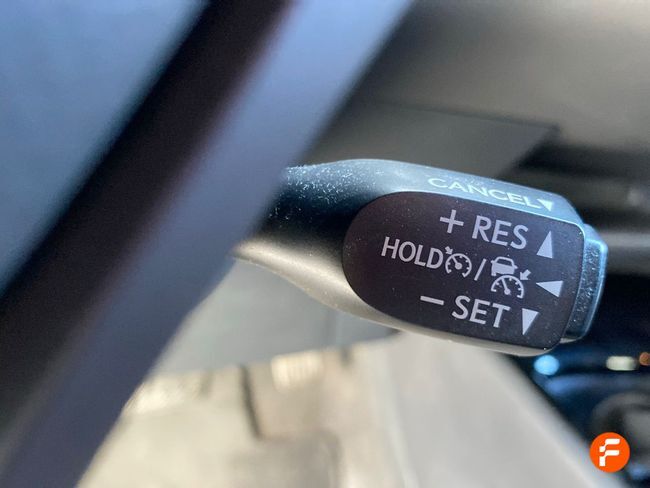 CANCEL▼
+ RES ▲
HOLD / ◀
− SET ▼